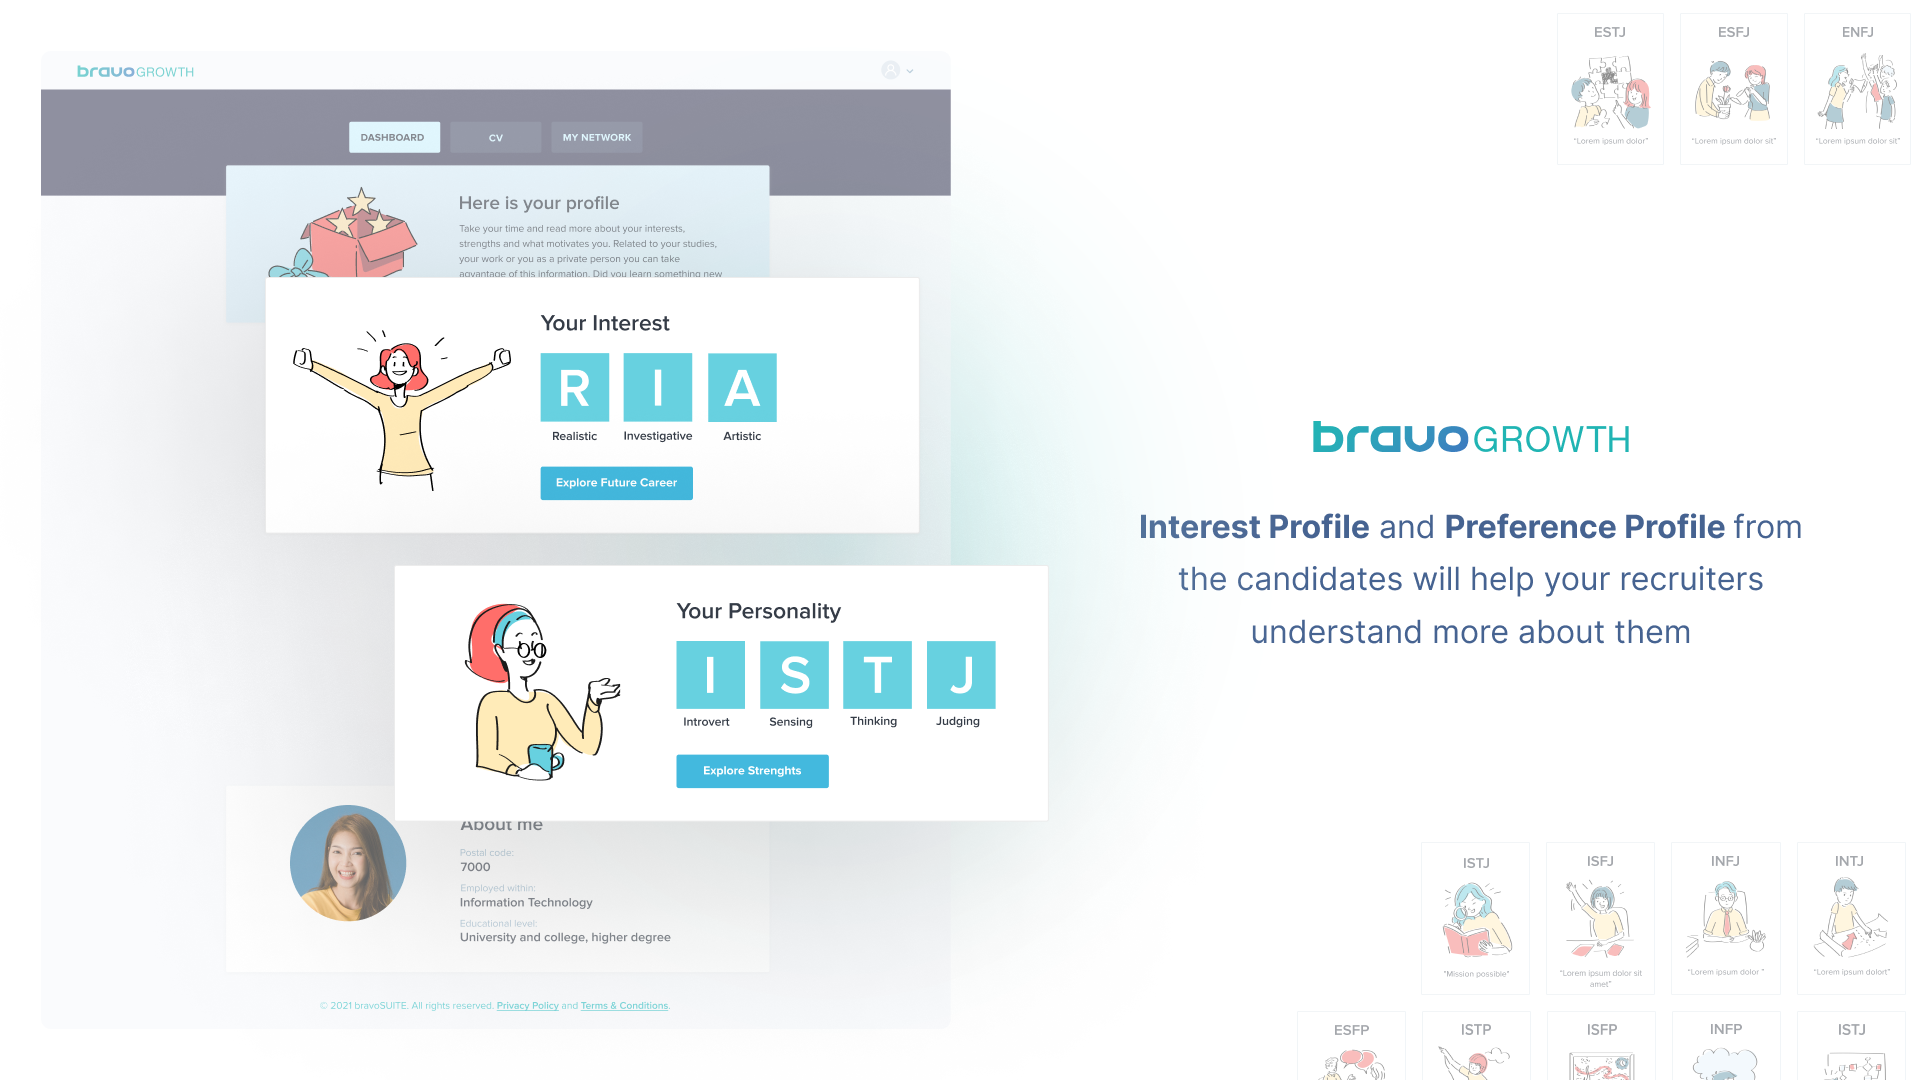 bravoGROWTH
DASHBOARD
CV
MY NETWORK
Here is your profile
Take your time and read more about your interests,
strengths and what motivates you. Related to your studies,
your work or you as a private person you can take
advantage of this information. Did you learn something new
Your Interest
R I A
Realistic
Investigative
Artistic
Explore Future Career
Your Personality
I S T J
Introvert
Sensing
Thinking
Judging
Explore Strenghts
About me
Postal code:
7000
Employed within:
Information Technology
Educational level:
University and college, higher degree
© 2021 bravoSUITE. All rights reserved. Privacy Policy and Terms & Conditions.
ESTJ
"Lorem ipsum dolor"
ESFJ
"Lorem ipsum dolor sit"
ENFJ
"Lorem ipsum dolor sit"
bravoGROWTH
Interest Profile and Preference Profile from
the candidates will help your recruiters
understand more about them
ISTJ
"Mission possible"
ISFJ
"Lorem ipsum dolor sit
amet"
INFJ
"Lorem ipsum dolor "
INTJ
"Lorem ipsum dolort"
ESFP
ISTP
ISFP
INFP
ISTJ